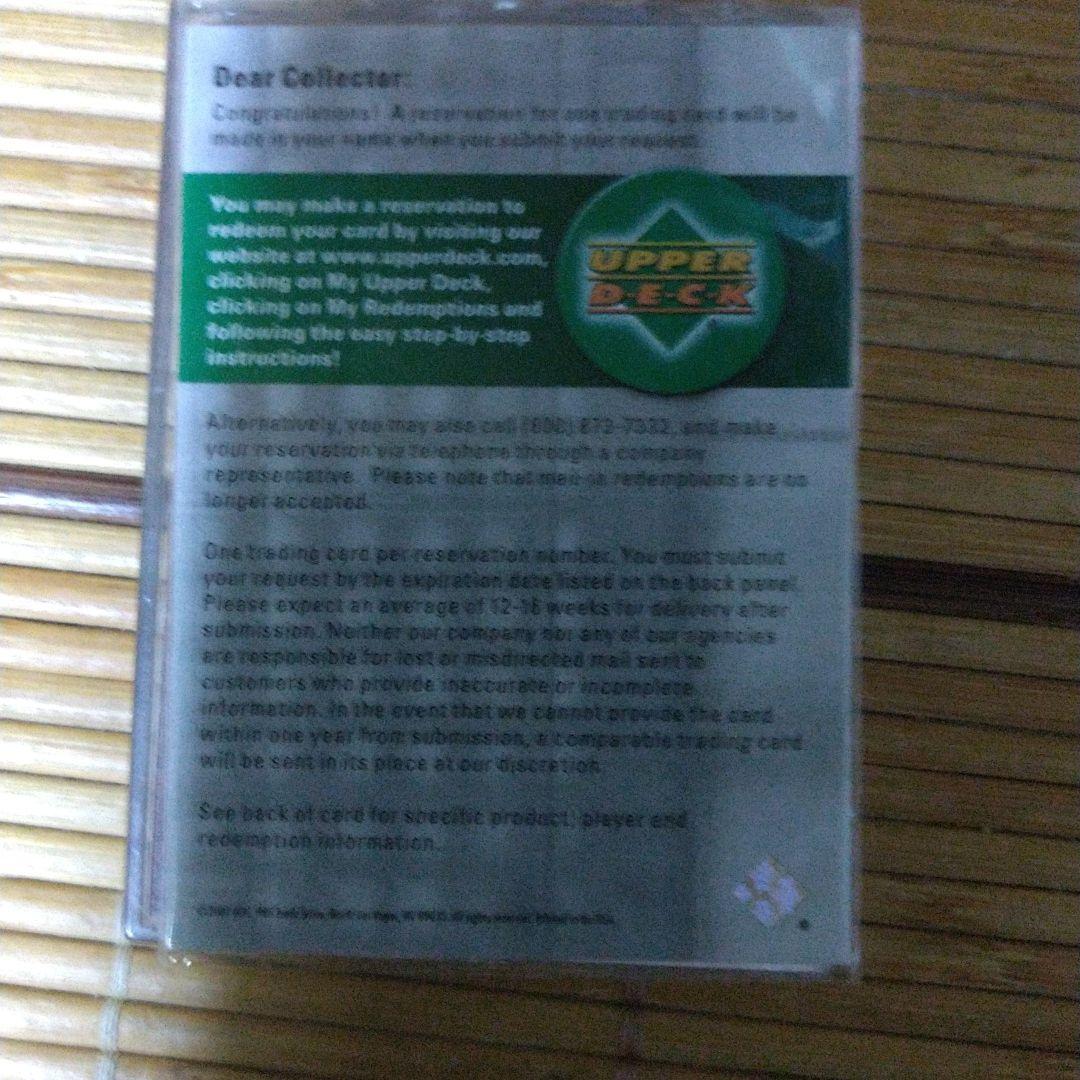 Dear Collector:
Congratulations! A reservation for one trading card will be
made in your name when you submit your request.
You may make a reservation to
redeem your card by visiting our
website at www.upperdeck.com,
clicking on My Upper Deck,
clicking on My Redemptions and
following the easy step-by-step
instructions!
UPPER
D·E·C·K
Alternatively, you may also call (800) 873-7332, and make
your reservation via telephone through a company
representative. Please note that mail-in redemptions are no
longer accepted.
One trading card per reservation number. You must submit
your request by the expiration date listed on the back panel.
Please expect an average of weeks for delivery after
submission. Neither our company nor any of our agencies
are responsible for lost or misdirected mail sent to
customers who provide inaccurate or incomplete
information. In the event that we cannot provide the card
within one year from submission, a comparable trading card
will be sent in its place at our discretion.
See back of card for specific product, player and
redemption information.
All rights reserved. Printed in the USA.